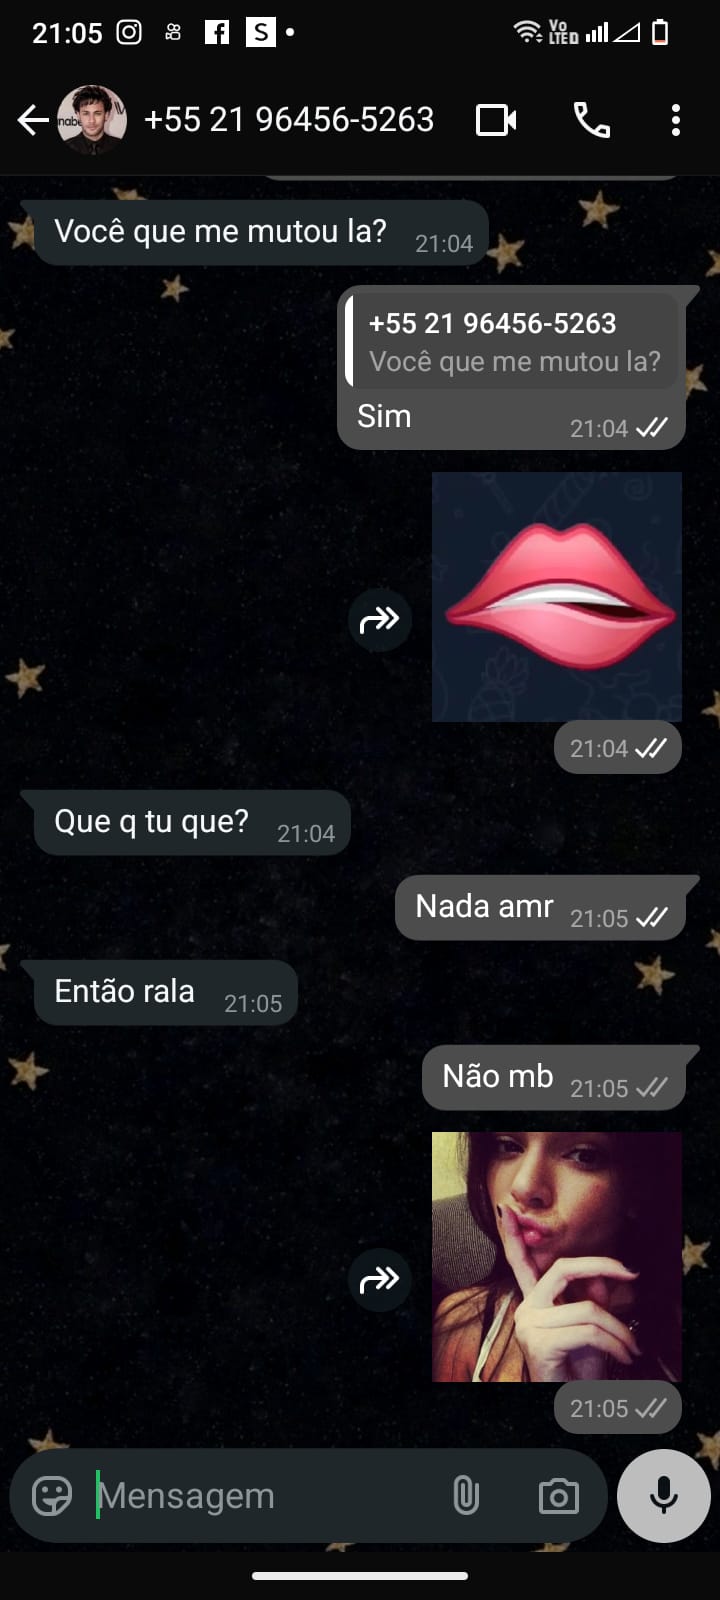 21:05
Vo
LTED
+55 21 96456-5263
Você que me mutou la?
21:04
+55 21 96456-5263
Você que me mutou la?
Sim
21:04
21:04
Que q tu que?
21:04
Nada amr
21:05
Então rala
21:05
Não mb
21:05
21:05
Mensagem